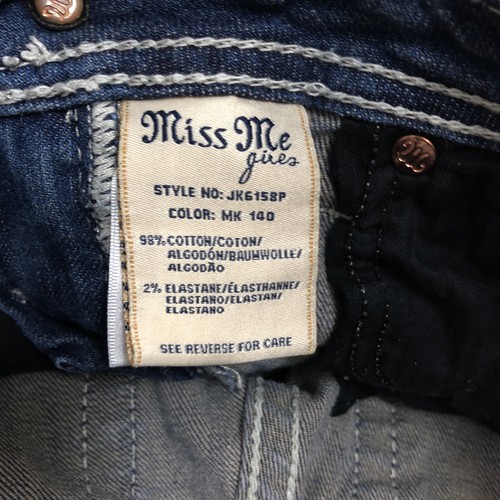 Miss Me
girls
STYLE NO: JK6158P
COLOR: MK 140
98% COTTON/COTON/
ALGODÓN/BAUMWOLLE/
ALGODÃO
2% ELASTANE/ÉLASTHANNE/
ELASTANO/ELASTAN/
ELASTANO
SEE REVERSE FOR CARE